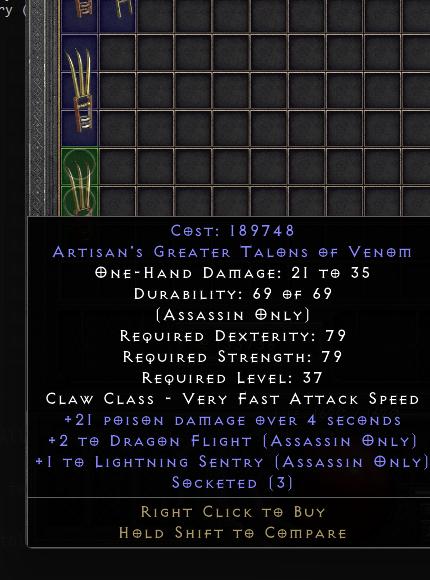 ry (
Cost: 189748
Artisan's Greater Talons of Venom
One-Hand Damage: 21 to 35
Durability: 69 of 69
(Assassin Only)
Required Dexterity: 79
Required Strength: 79
Required Level: 37
Claw Class - Very Fast Attack Speed
+21 poison damage over 4 seconds
+2 to Dragon Flight (Assassin Only)
+1 to Lightning Sentry (Assassin Only)
Socketed (3)
Right Click to Buy
Hold Shift to Compare